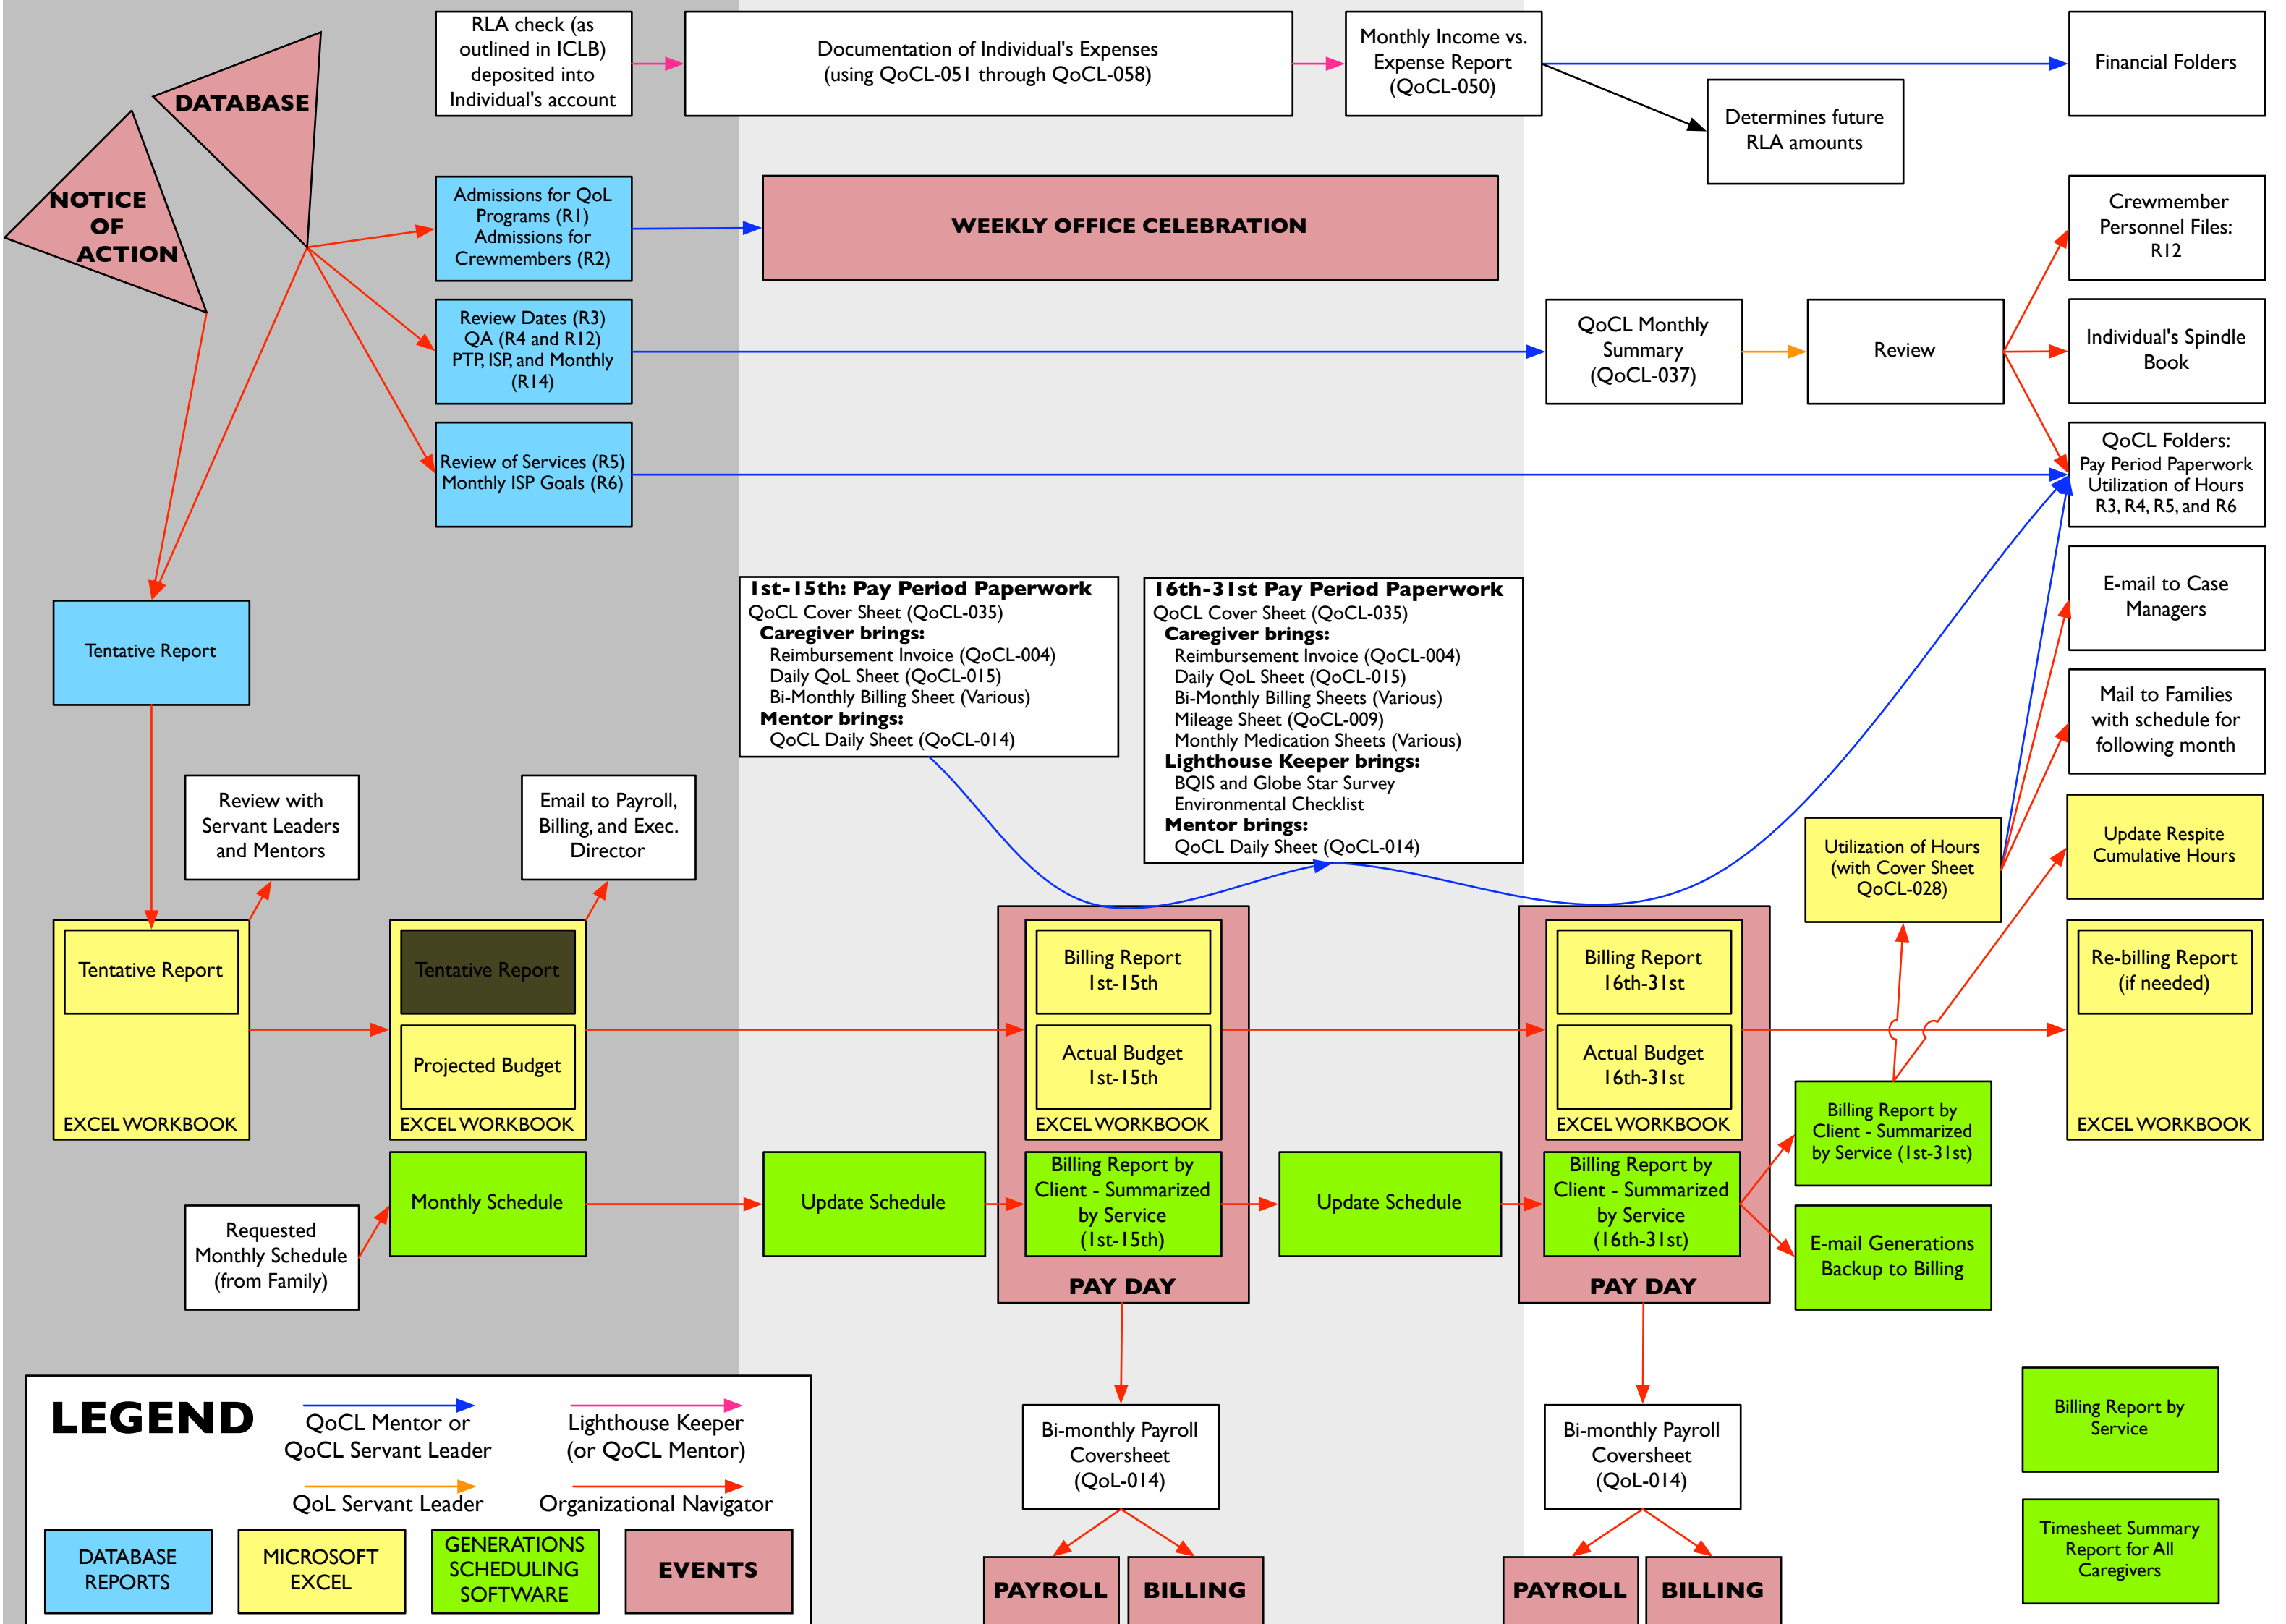 RLA check (as
outlined in ICLB)
deposited into
Individual's account
Documentation of Individual's Expenses
(using QoCL-051 through QoCL-058)
Monthly Income vs.
Expense Report
(QoCL-050)
Financial Folders
Determines future
RLA amounts
DATABASE
NOTICE
OF
ACTION
Admissions for QoL
Programs (R1)
Admissions for
Crewmembers (R2)
WEEKLY OFFICE CELEBRATION
Crewmember
Personnel Files:
R12
Review Dates (R3)
QA (R4 and R12)
PTP, ISP, and Monthly
(R14)
QoCL Monthly
Summary
(QoCL-037)
Review
Individual's Spindle
Book
Review of Services (R5)
Monthly ISP Goals (R6)
QoCL Folders:
Pay Period Paperwork
Utilization of Hours
R3, R4, R5, and R6
Tentative Report
1st-15th: Pay Period Paperwork
QoCL Cover Sheet (QoCL-035)
Caregiver brings:
Reimbursement Invoice (QoCL-004)
Daily QoL Sheet (QoCL-015)
Bi-Monthly Billing Sheet (Various)
Mentor brings:
QoCL Daily Sheet (QoCL-014)
16th-31st Pay Period Paperwork
QoCL Cover Sheet (QoCL-035)
Caregiver brings:
Reimbursement Invoice (QoCL-004)
Daily QoL Sheet (QoCL-015)
Bi-Monthly Billing Sheets (Various)
Mileage Sheet (QoCL-009)
Monthly Medication Sheets (Various)
Lighthouse Keeper brings:
BQIS and Globe Star Survey
Environmental Checklist
Mentor brings:
QoCL Daily Sheet (QoCL-014)
E-mail to Case
Managers
Mail to Families
with schedule for
following month
Review with
Servant Leaders
and Mentors
Email to Payroll,
Billing, and Exec.
Director
Utilization of Hours
(with Cover Sheet
QoCL-028)
Update Respite
Cumulative Hours
Tentative Report
EXCEL WORKBOOK
Tentative Report
Projected Budget
EXCEL WORKBOOK
Billing Report
1st-15th
Actual Budget
1st-15th
EXCEL WORKBOOK
Billing Report
16th-31st
Actual Budget
16th-31st
EXCEL WORKBOOK
Re-billing Report
(if needed)
EXCEL WORKBOOK
Requested
Monthly Schedule
(from Family)
Monthly Schedule
Update Schedule
Billing Report by
Client - Summarized
by Service
(1st-15th)
PAY DAY
Update Schedule
Billing Report by
Client - Summarized
by Service
(16th-31st)
PAY DAY
Billing Report by
Client - Summarized
by Service (1st-31st)
E-mail Generations
Backup to Billing
LEGEND
QoCL Mentor or
QoCL Servant Leader
Lighthouse Keeper
(or QoCL Mentor)
QoL Servant Leader
Organizational Navigator
DATABASE
REPORTS
MICROSOFT
EXCEL
GENERATIONS
SCHEDULING
SOFTWARE
EVENTS
Bi-monthly Payroll
Coversheet
(QoL-014)
PAYROLL
BILLING
Bi-monthly Payroll
Coversheet
(QoL-014)
PAYROLL
BILLING
Billing Report by
Service
Timesheet Summary
Report for All
Caregivers